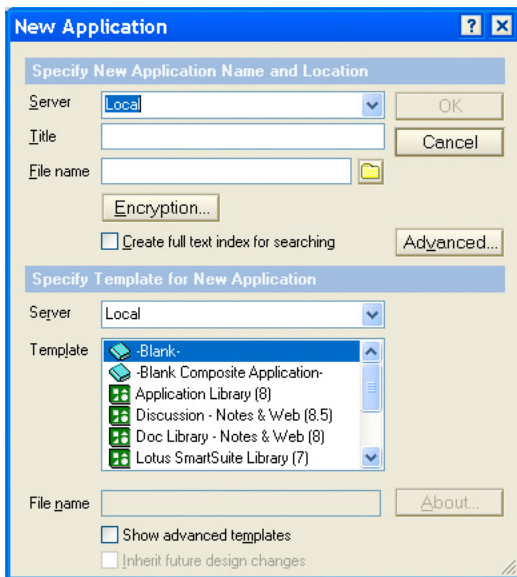 New Application
Specify New Application Name and Location
Server Local OK
Title Cancel
File name
Encryption...
Create full text index for searching Advanced...
Specify Template for New Application
Server Local
Template -Blank-
-Blank Composite Application-
Application Library (8)
Discussion - Notes & Web (8.5)
Doc Library - Notes & Web (8)
Lotus SmartSuite Library (7)
File name About...
Show advanced templates
Inherit future design changes